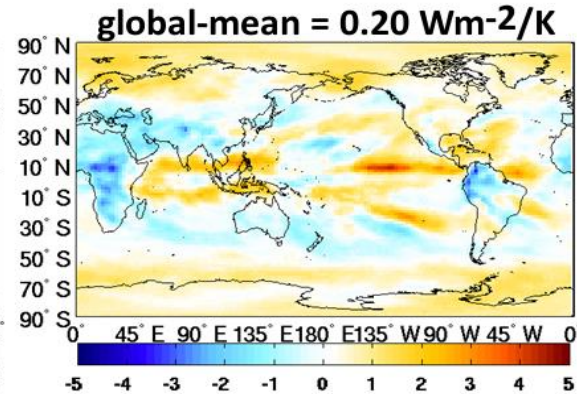 global-mean = 0.20 Wm-2/K
90° N
70° N
50° N
30° N
10° N
10° S
30° S
50° S
70° S
90° S
0 45° E 90° E 135° E180° E135° W90° W 45° W 0
-5 -4 -3 -2 -1 0 1 2 3 4 5